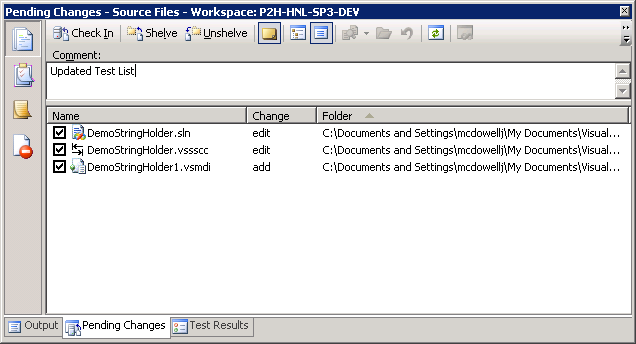 Pending Changes - Source Files - Workspace: P2H-HNL-SP3-DEV
Check In Shelve Unshelve
Comment:
Updated Test List
Name Change Folder
DemoStringHolder.sln edit C:\Documents and Settings\mcdowellj\My Documents\Visual...
DemoStringHolder.vssscc edit C:\Documents and Settings\mcdowellj\My Documents\Visual...
DemoStringHolder1.vsmdi add C:\Documents and Settings\mcdowellj\My Documents\Visual...
Output Pending Changes Test Results